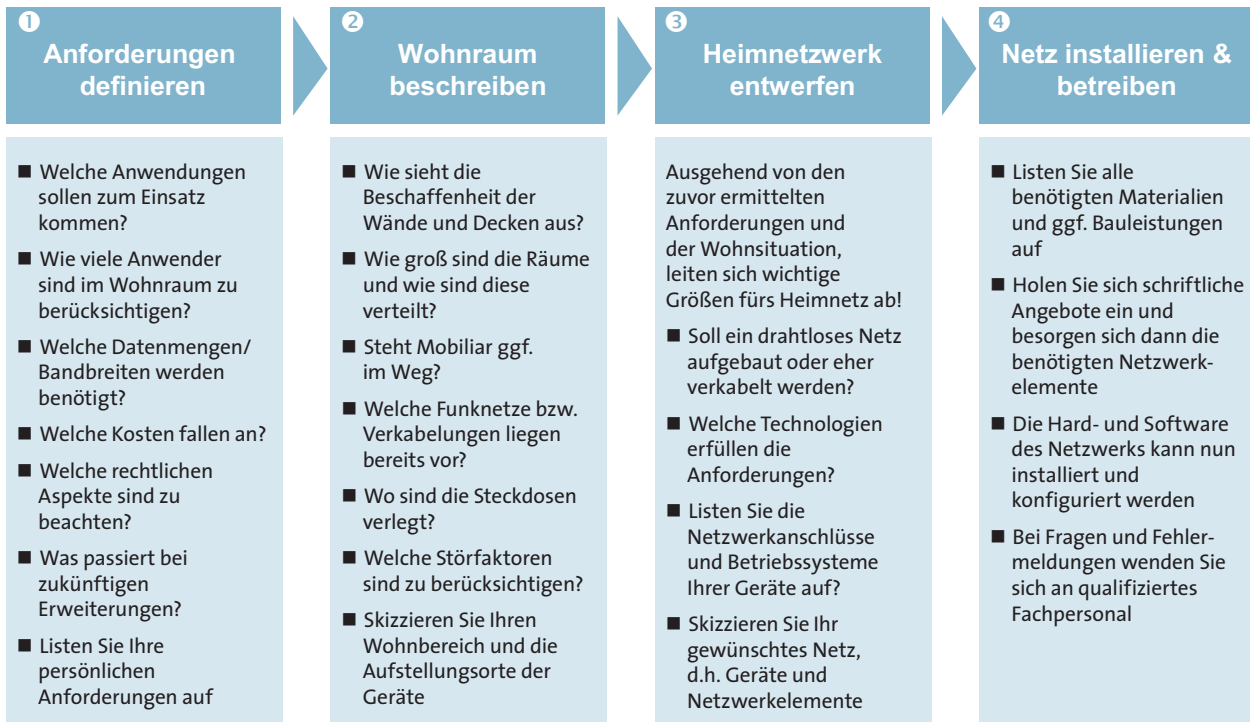 ❶
Anforderungen
definieren
❷
Wohnraum
beschreiben
❸
Heimnetzwerk
entwerfen
❹
Netz installieren &
betreiben
■ Welche Anwendungen
sollen zum Einsatz
kommen?
■ Wie viele Anwender
sind im Wohnraum zu
berücksichtigen?
■ Welche Datenmengen/
Bandbreiten werden
benötigt?
■ Welche Kosten fallen an?
■ Welche rechtlichen
Aspekte sind zu
beachten?
■ Was passiert bei
zukünftigen
Erweiterungen?
■ Listen Sie Ihre
persönlichen
Anforderungen auf
■ Wie sieht die
Beschaffenheit der
Wände und Decken aus?
■ Wie groß sind die Räume
und wie sind diese
verteilt?
■ Steht Mobiliar ggf.
im Weg?
■ Welche Funknetze bzw.
Verkabelungen liegen
bereits vor?
■ Wo sind die Steckdosen
verlegt?
■ Welche Störfaktoren
sind zu berücksichtigen?
■ Skizzieren Sie Ihren
Wohnbereich und die
Aufstellungsorte der
Geräte
Ausgehend von den
zuvor ermittelten
Anforderungen und
der Wohnsituation,
leiten sich wichtige
Größen fürs Heimnetz ab!
■ Soll ein drahtloses Netz
aufgebaut oder eher
verkabelt werden?
■ Welche Technologien
erfüllen die
Anforderungen?
■ Listen Sie die
Netzwerkanschlüsse
und Betriebssysteme
Ihrer Geräte auf?
■ Skizzieren Sie Ihr
gewünschtes Netz,
d.h. Geräte und
Netzwerkelemente
■ Listen Sie alle
benötigten Materialien
und ggf. Bauleistungen
auf
■ Holen Sie sich schriftliche
Angebote ein und
besorgen sich dann die
benötigten Netzwerk-
elemente
■ Die Hard- und Software
des Netzwerks kann nun
installiert und
konfiguriert werden
■ Bei Fragen und Fehler-
meldungen wenden Sie
sich an qualifiziertes
Fachpersonal